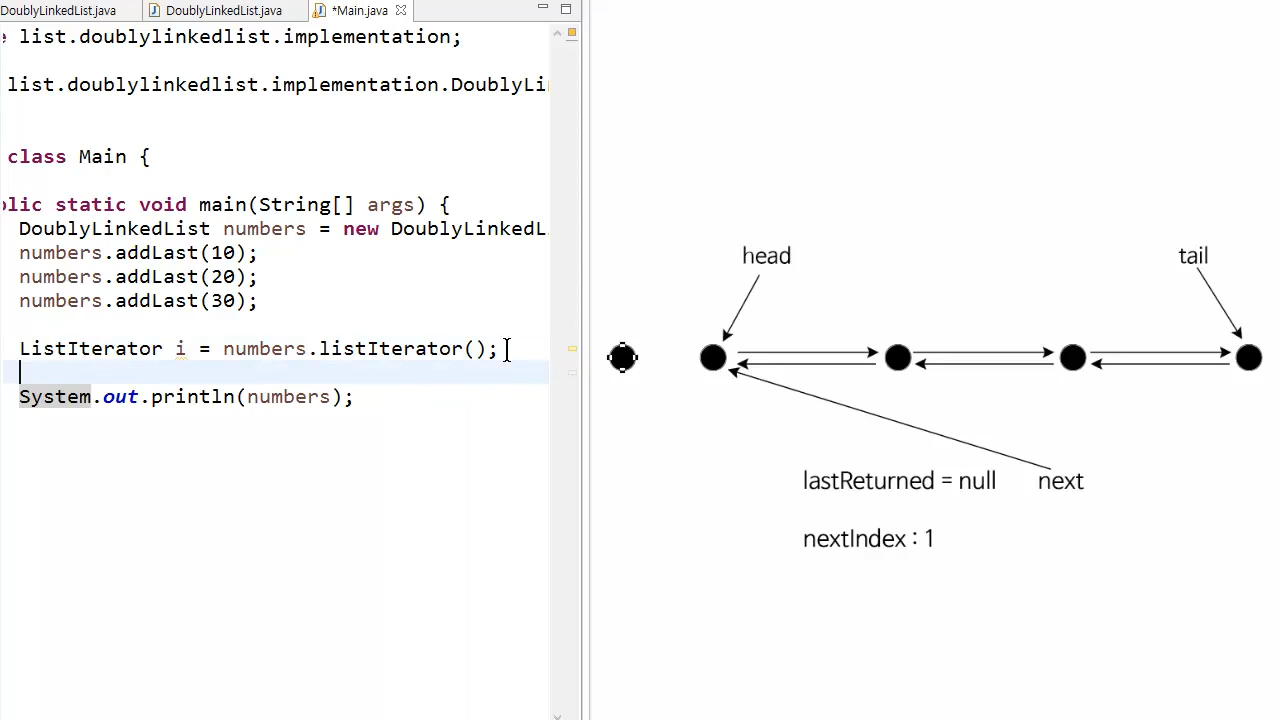 DoublyLinkedList.java DoublyLinkedList.java *Main.java
list.doublylinkedlist.implementation;
list.doublylinkedlist.implementation.DoublyLin
class Main {
blic static void main(String[] args) {
DoublyLinkedList numbers = new DoublyLinkedL
numbers.addLast(10);
numbers.addLast(20);
numbers.addLast(30);
ListIterator i = numbers.listIterator();
System.out.println(numbers);
head
tail
lastReturned = null next
nextIndex : 1